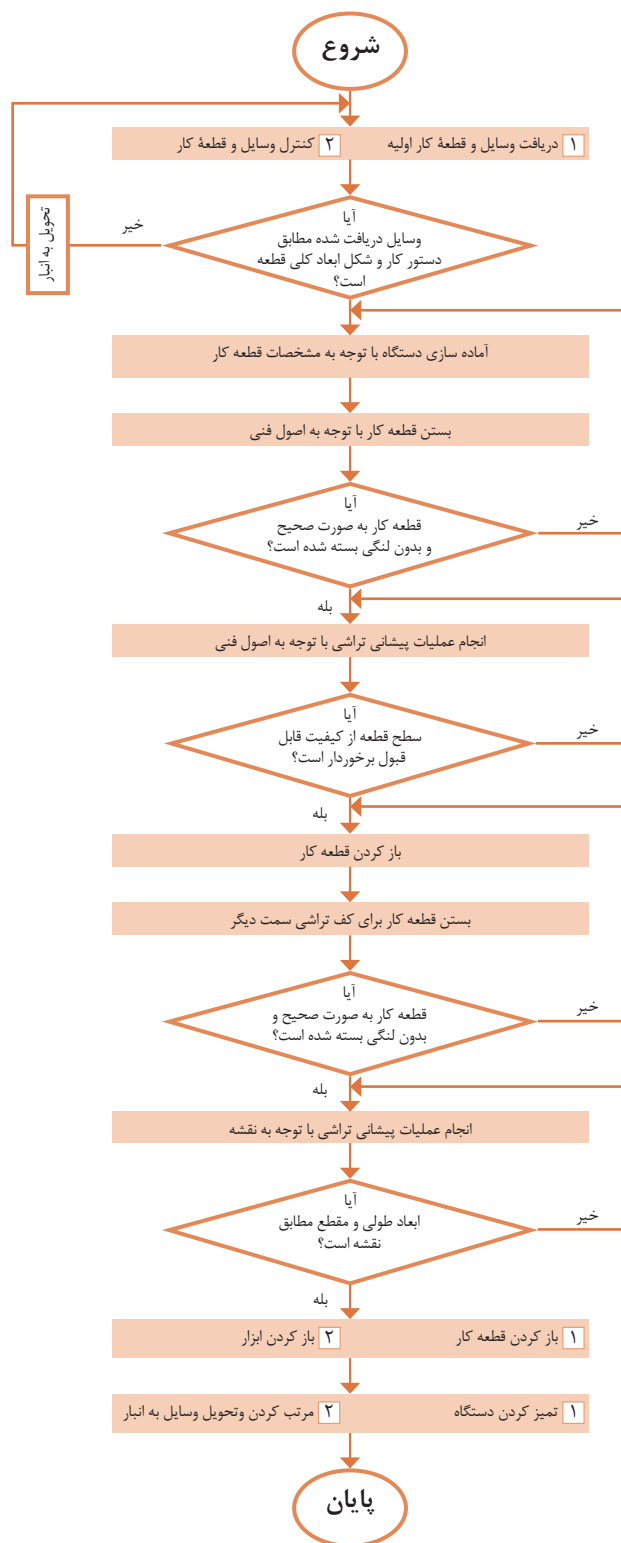 شروع
۱ دریافت وسایل و قطعهٔ کار اولیه
۲ کنترل وسایل و قطعهٔ کار
آیا
وسایل دریافت شده مطابق
دستور کار و شکل ابعاد کلی قطعه
است؟
خیر
تحویل به انبار
آماده سازی دستگاه با توجه به مشخصات قطعه کار
بستن قطعه کار با توجه به اصول فنی
آیا
قطعه کار به صورت صحیح
و بدون لنگی بسته شده است؟
خیر
بله
انجام عملیات پیشانی تراشی با توجه به اصول فنی
آیا
سطح قطعه از کیفیت قابل
قبول برخوردار است؟
خیر
بله
باز کردن قطعه کار
بستن قطعه کار برای کف تراشی سمت دیگر
آیا
قطعه کار به صورت صحیح و
بدون لنگی بسته شده است؟
خیر
بله
انجام عملیات پیشانی تراشی با توجه به نقشه
آیا
ابعاد طولی و مقطع مطابق
نقشه است؟
خیر
بله
۱ باز کردن قطعه کار
۲ باز کردن ابزار
۱ تمیز کردن دستگاه
۲ مرتب کردن وتحویل وسایل به انبار
پایان